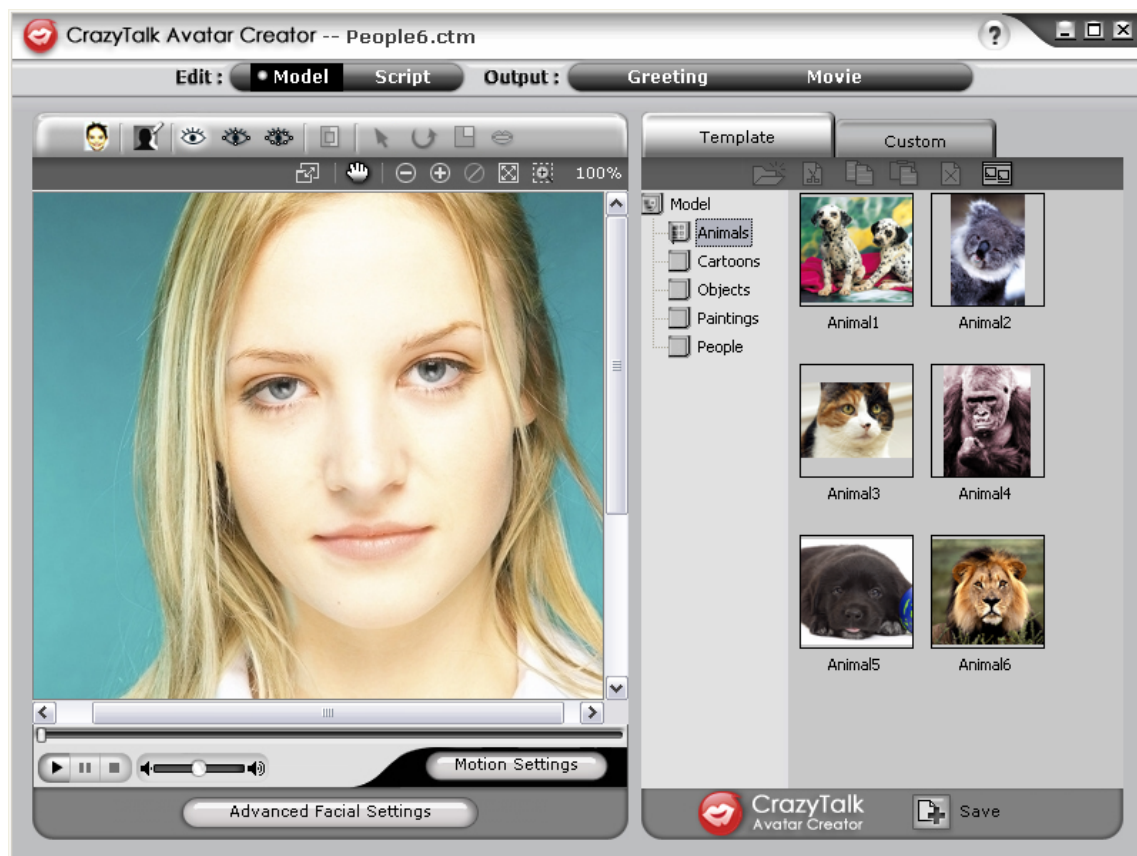 CrazyTalk Avatar Creator -- People6.ctm
?
Edit : Model Script Output : Greeting Movie
Template
Custom
100%
Model
Animals
Cartoons
Objects
Paintings
People
Animal1
Animal2
Animal3
Animal4
Animal5
Animal6
Motion Settings
Advanced Facial Settings
CrazyTalk
Avatar Creator
Save